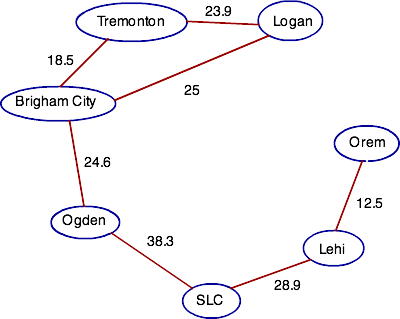 23.9
Tremonton
Logan
18.5
25
Brigham City
Orem
24.6
12.5
Ogden
38.3
Lehi
28.9
SLC